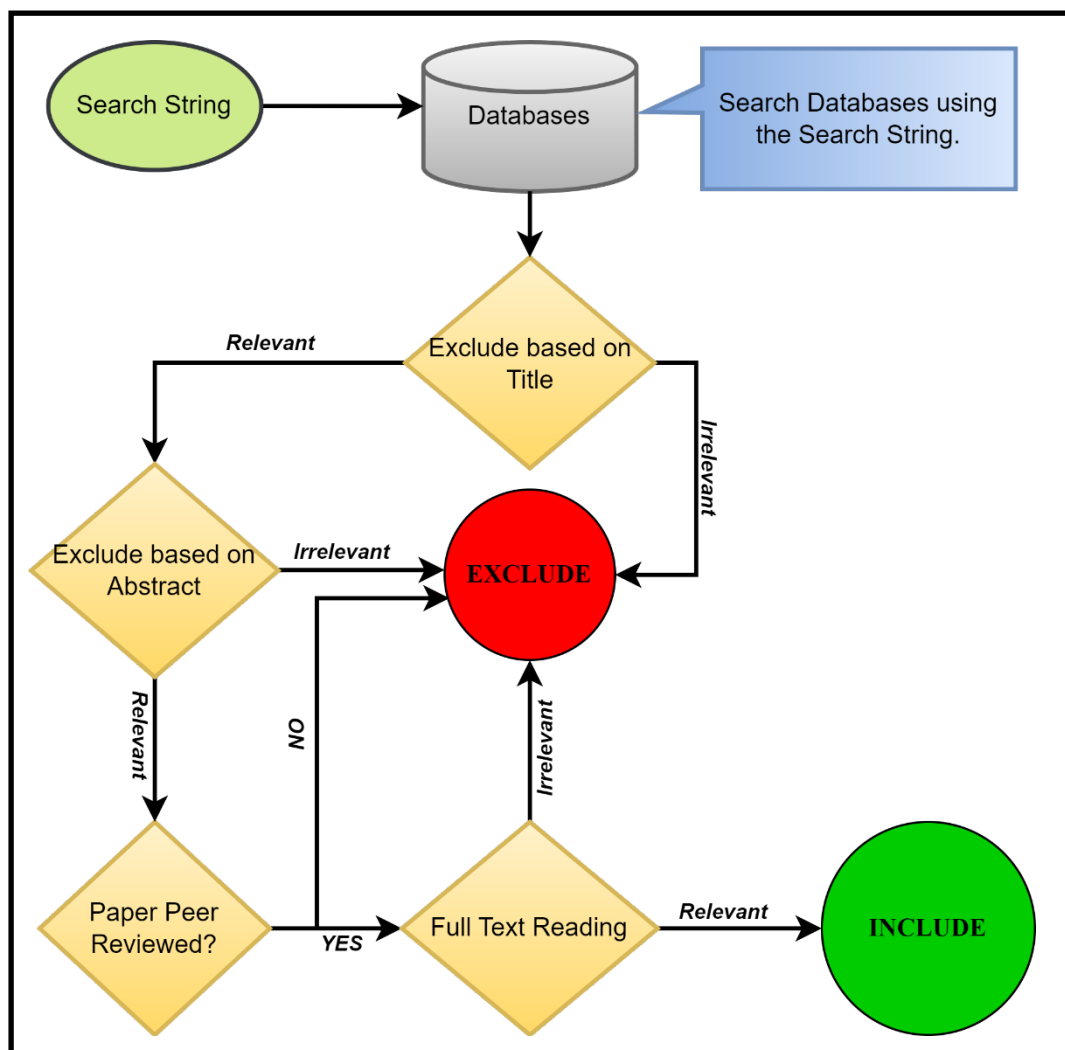 Search String
Databases
Search Databases using
the Search String.
Relevant
Exclude based on
Title
Irrelevant
Exclude based on
Abstract
Irrelevant
EXCLUDE
Relevant
NO
Irrelevant
Paper Peer
Reviewed?
YES
Full Text Reading
Relevant
INCLUDE